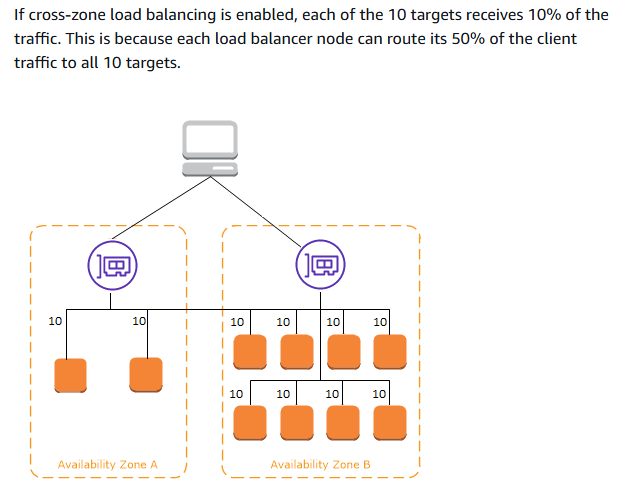 If cross-zone load balancing is enabled, each of the 10 targets receives 10% of the
traffic. This is because each load balancer node can route its 50% of the client
traffic to all 10 targets.
10 10 10 10 10 10
10 10 10 10
Availability Zone A Availability Zone B